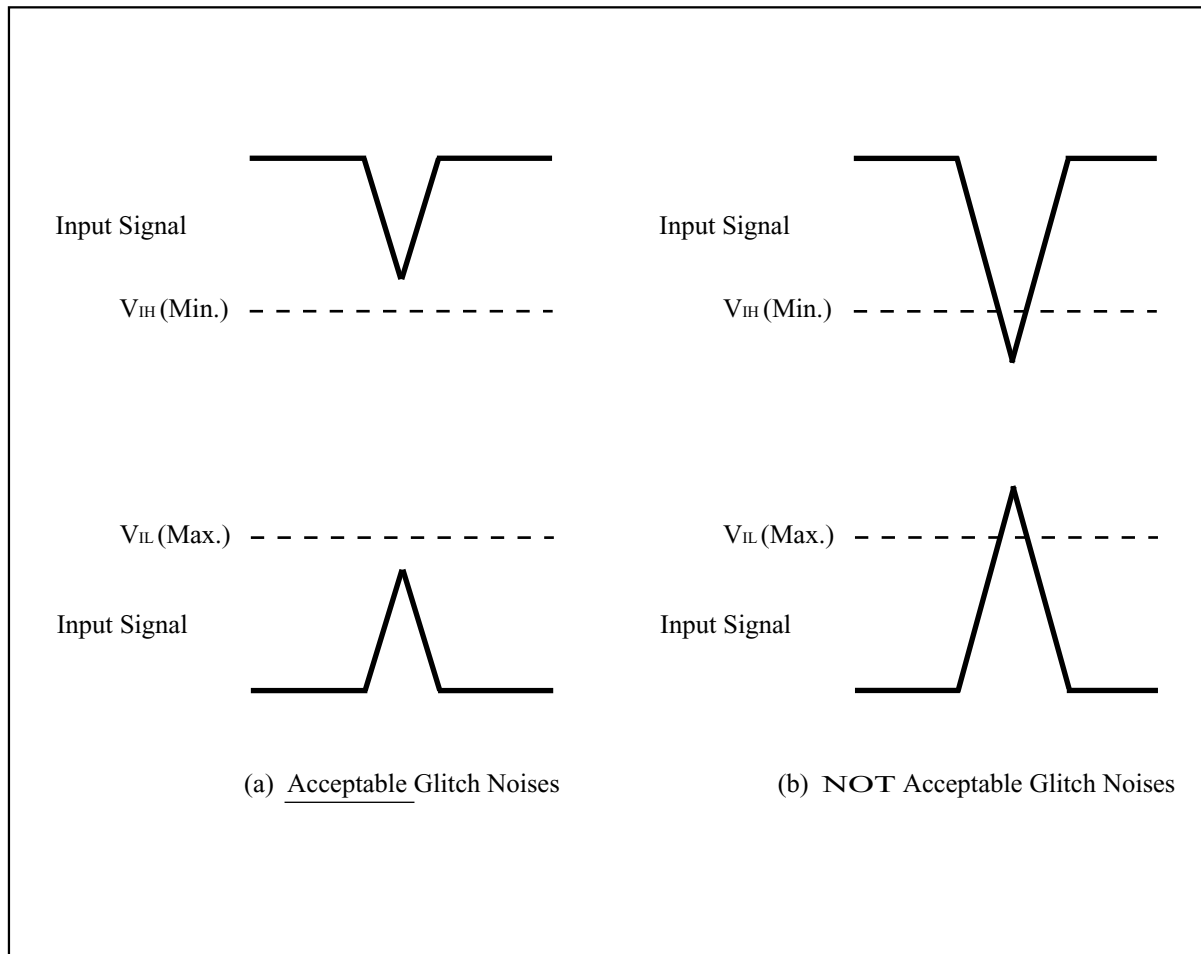 Input Signal
Input Signal
VIH (Min.)
VIH (Min.)
VIL (Max.)
VIL (Max.)
Input Signal
Input Signal
(a) Acceptable Glitch Noises
(b) NOT Acceptable Glitch Noises